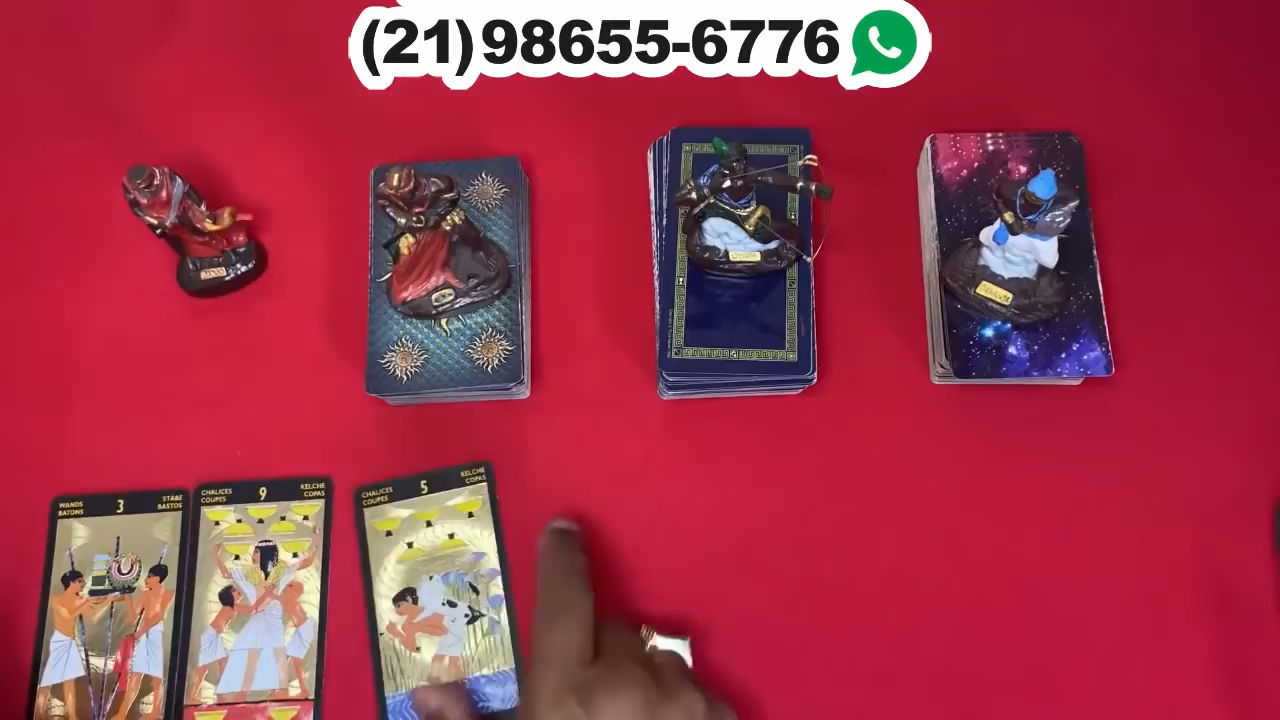 (21)98655-6776
WANDS
BATONS
3
STÄBE
BASTOS
CHALICES
COUPES
9
KELCHE
COPAS
CHALICES
COUPES
5
KELCHE
COPAS